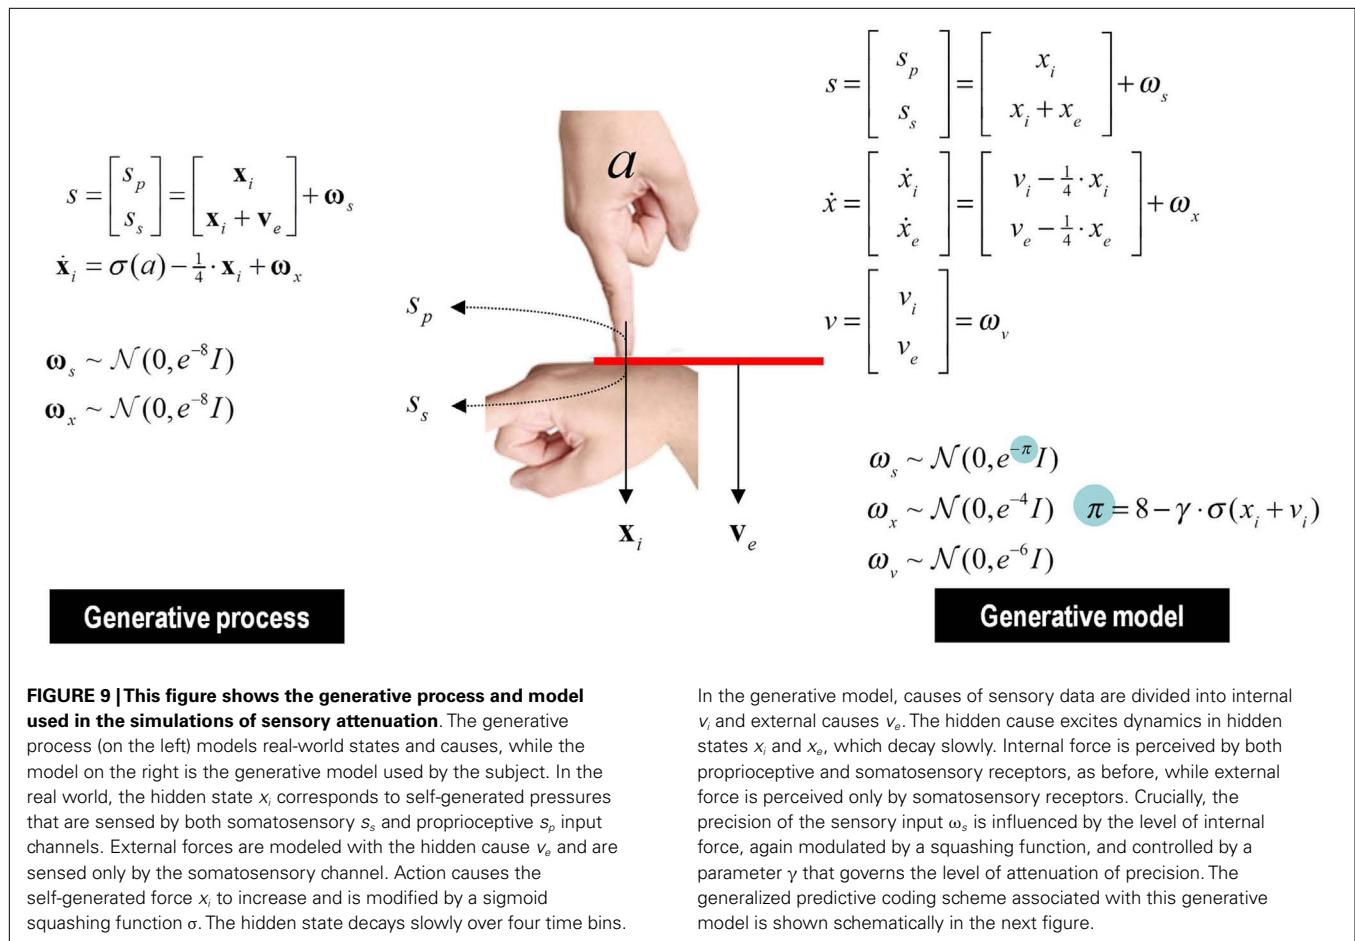 s = [ s_p ; s_s ] = [ 𝐱_i ; 𝐱_i + 𝐯_e ] + 𝛚_s
𝐱̇_i = σ(a) − ¼ · 𝐱_i + 𝛚_x
𝛚_s ~ 𝒩(0, e^{−8} I)
𝛚_x ~ 𝒩(0, e^{−8} I)
Generative process
a
s_p
s_s
𝐱_i
𝐯_e
s = [ s_p ; s_s ] = [ x_i ; x_i + x_e ] + ω_s
ẋ = [ ẋ_i ; ẋ_e ] = [ v_i − ¼ · x_i ; v_e − ¼ · x_e ] + ω_x
v = [ v_i ; v_e ] = ω_v
ω_s ~ 𝒩(0, e^{−π} I)
ω_x ~ 𝒩(0, e^{−4} I) π = 8 − γ · σ(x_i + v_i)
ω_v ~ 𝒩(0, e^{−6} I)
Generative model
FIGURE 9 | This figure shows the generative process and model
used in the simulations of sensory attenuation. The generative
process (on the left) models real-world states and causes, while the
model on the right is the generative model used by the subject. In the
real world, the hidden state x_i corresponds to self-generated pressures
that are sensed by both somatosensory s_s and proprioceptive s_p input
channels. External forces are modeled with the hidden cause v_e and are
sensed only by the somatosensory channel. Action causes the
self-generated force x_i to increase and is modified by a sigmoid
squashing function σ. The hidden state decays slowly over four time bins.
In the generative model, causes of sensory data are divided into internal
v_i and external causes v_e. The hidden cause excites dynamics in hidden
states x_i and x_e, which decay slowly. Internal force is perceived by both
proprioceptive and somatosensory receptors, as before, while external
force is perceived only by somatosensory receptors. Crucially, the
precision of the sensory input ω_s is influenced by the level of internal
force, again modulated by a squashing function, and controlled by a
parameter γ that governs the level of attenuation of precision. The
generalized predictive coding scheme associated with this generative
model is shown schematically in the next figure.